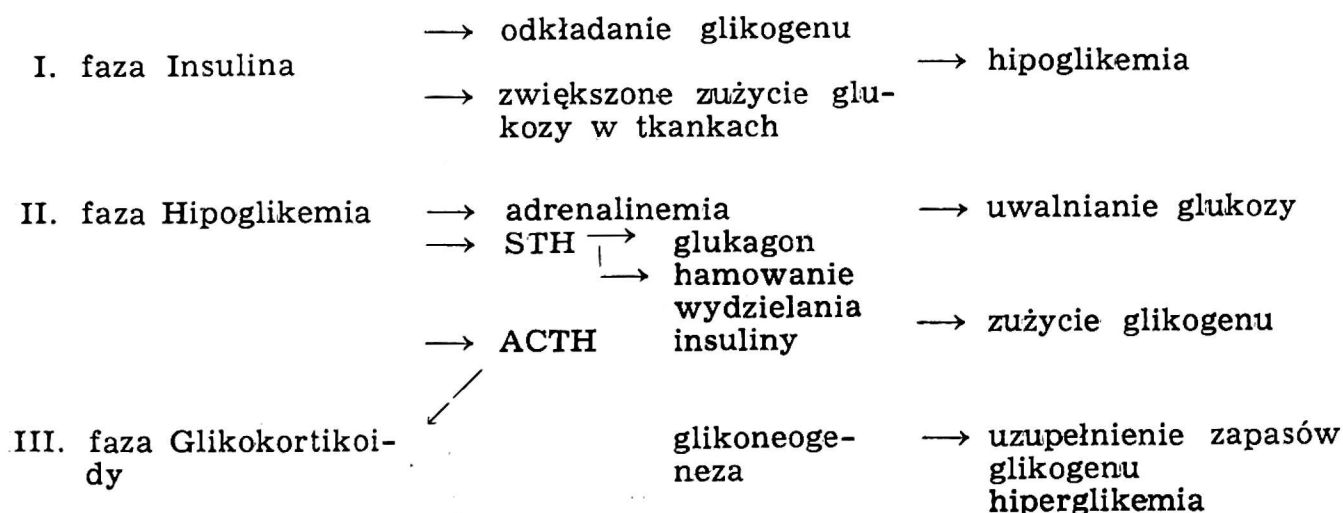 I. faza Insulina → odkładanie glikogenu → hipoglikemia
→ zwiększone zużycie glu-
kozy w tkankach
II. faza Hipoglikemia → adrenalinemia → uwalnianie glukozy
→ STH → glukagon
→ hamowanie
wydzielania
→ ACTH insuliny → zużycie glikogenu
III. faza Glikokortikoi-
dy
glikoneoge-
neza
→ uzupełnienie zapasów
glikogenu
hiperglikemia